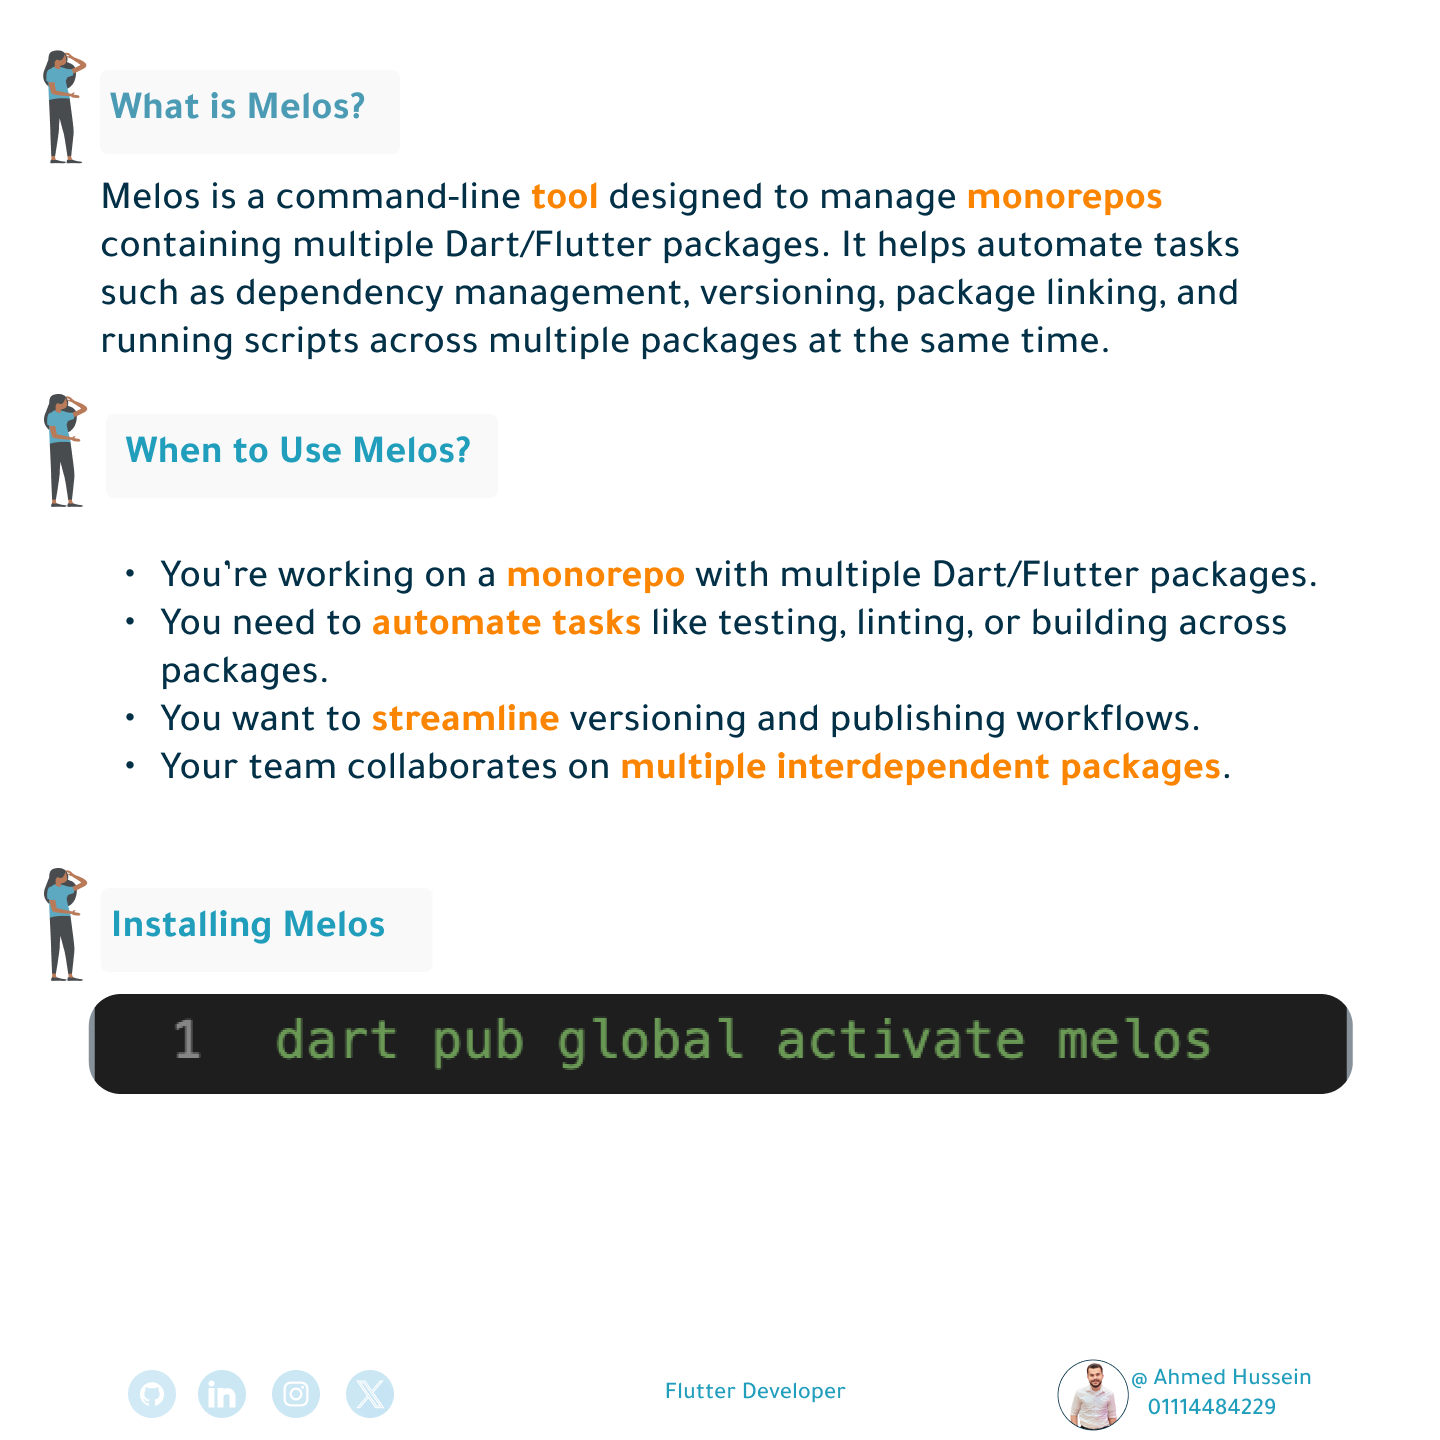 What is Melos?
Melos is a command-line tool designed to manage monorepos
containing multiple Dart/Flutter packages. It helps automate tasks
such as dependency management, versioning, package linking, and
running scripts across multiple packages at the same time.
When to Use Melos?
• You’re working on a monorepo with multiple Dart/Flutter packages.
• You need to automate tasks like testing, linting, or building across
packages.
• You want to streamline versioning and publishing workflows.
• Your team collaborates on multiple interdependent packages.
Installing Melos
1 dart pub global activate melos
Flutter Developer
@ Ahmed Hussein
01114484229